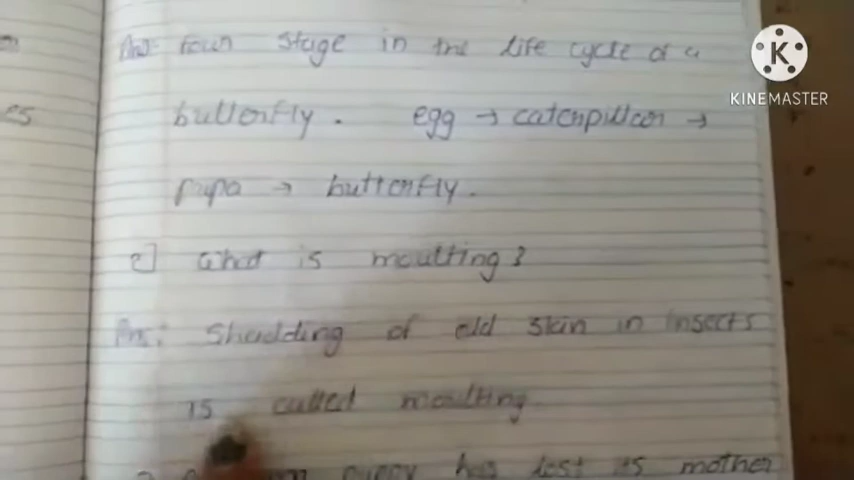 Ans: four stage in the life cycle of a
butterfly. egg → caterpillar →
pupa → butterfly.
e] What is moulting?
Ans: Shedding of old skin in insects
is called moulting.
puppy has lost its mother
K
KINEMASTER
es